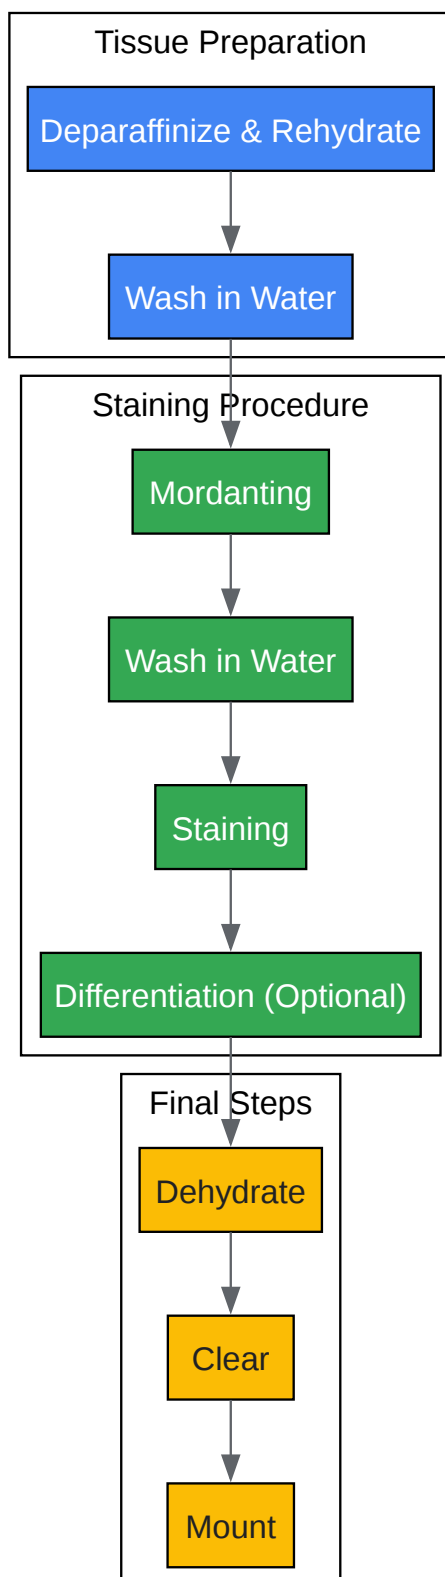 Tissue Preparation
Deparaffinize & Rehydrate
Wash in Water
Staining Procedure
Mordanting
Wash in Water
Staining
Differentiation (Optional)
Final Steps
Dehydrate
Clear
Mount